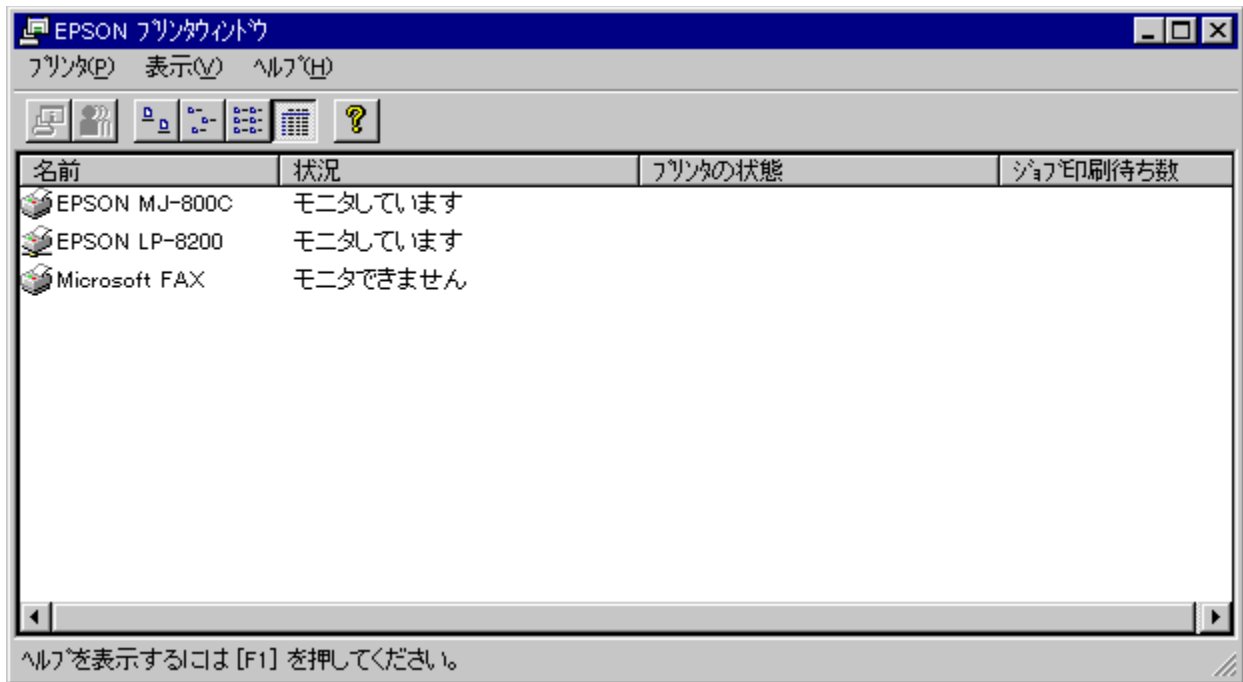 EPSON プリンタウィンドウ
プリンタ(P) 表示(V) ヘルプ(H)
名前 状況 プリンタの状態 ジョブ印刷待ち数
EPSON MJ-800C モニタしています
EPSON LP-8200 モニタしています
Microsoft FAX モニタできません
ヘルプを表示するには [F1] を押してください。